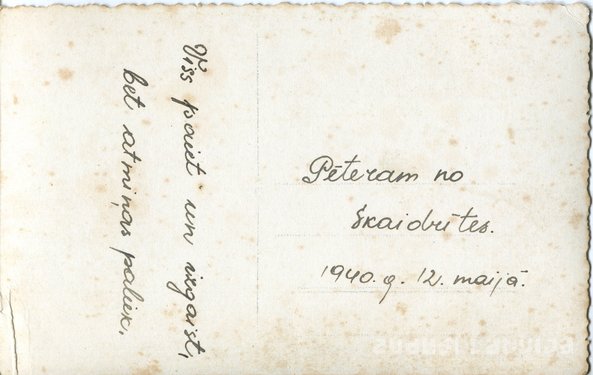 Viss paiet un izgaist,
bet atmiņas paliek.
Pēteram no
Skaidrītes.
1940. g. 12. maijā.